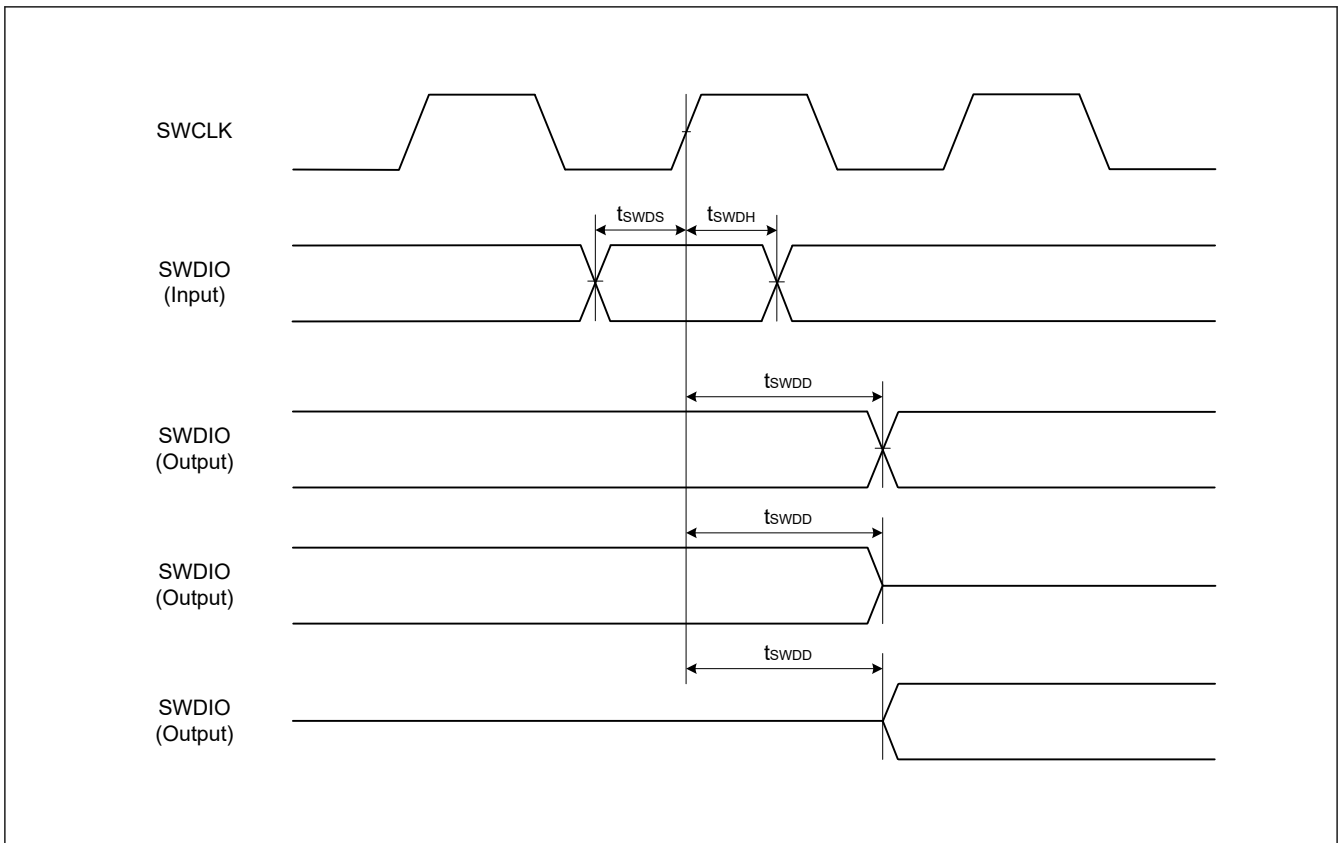 SWCLK
tSWDS
tSWDH
SWDIO
(Input)
tSWDD
SWDIO
(Output)
tSWDD
SWDIO
(Output)
tSWDD
SWDIO
(Output)